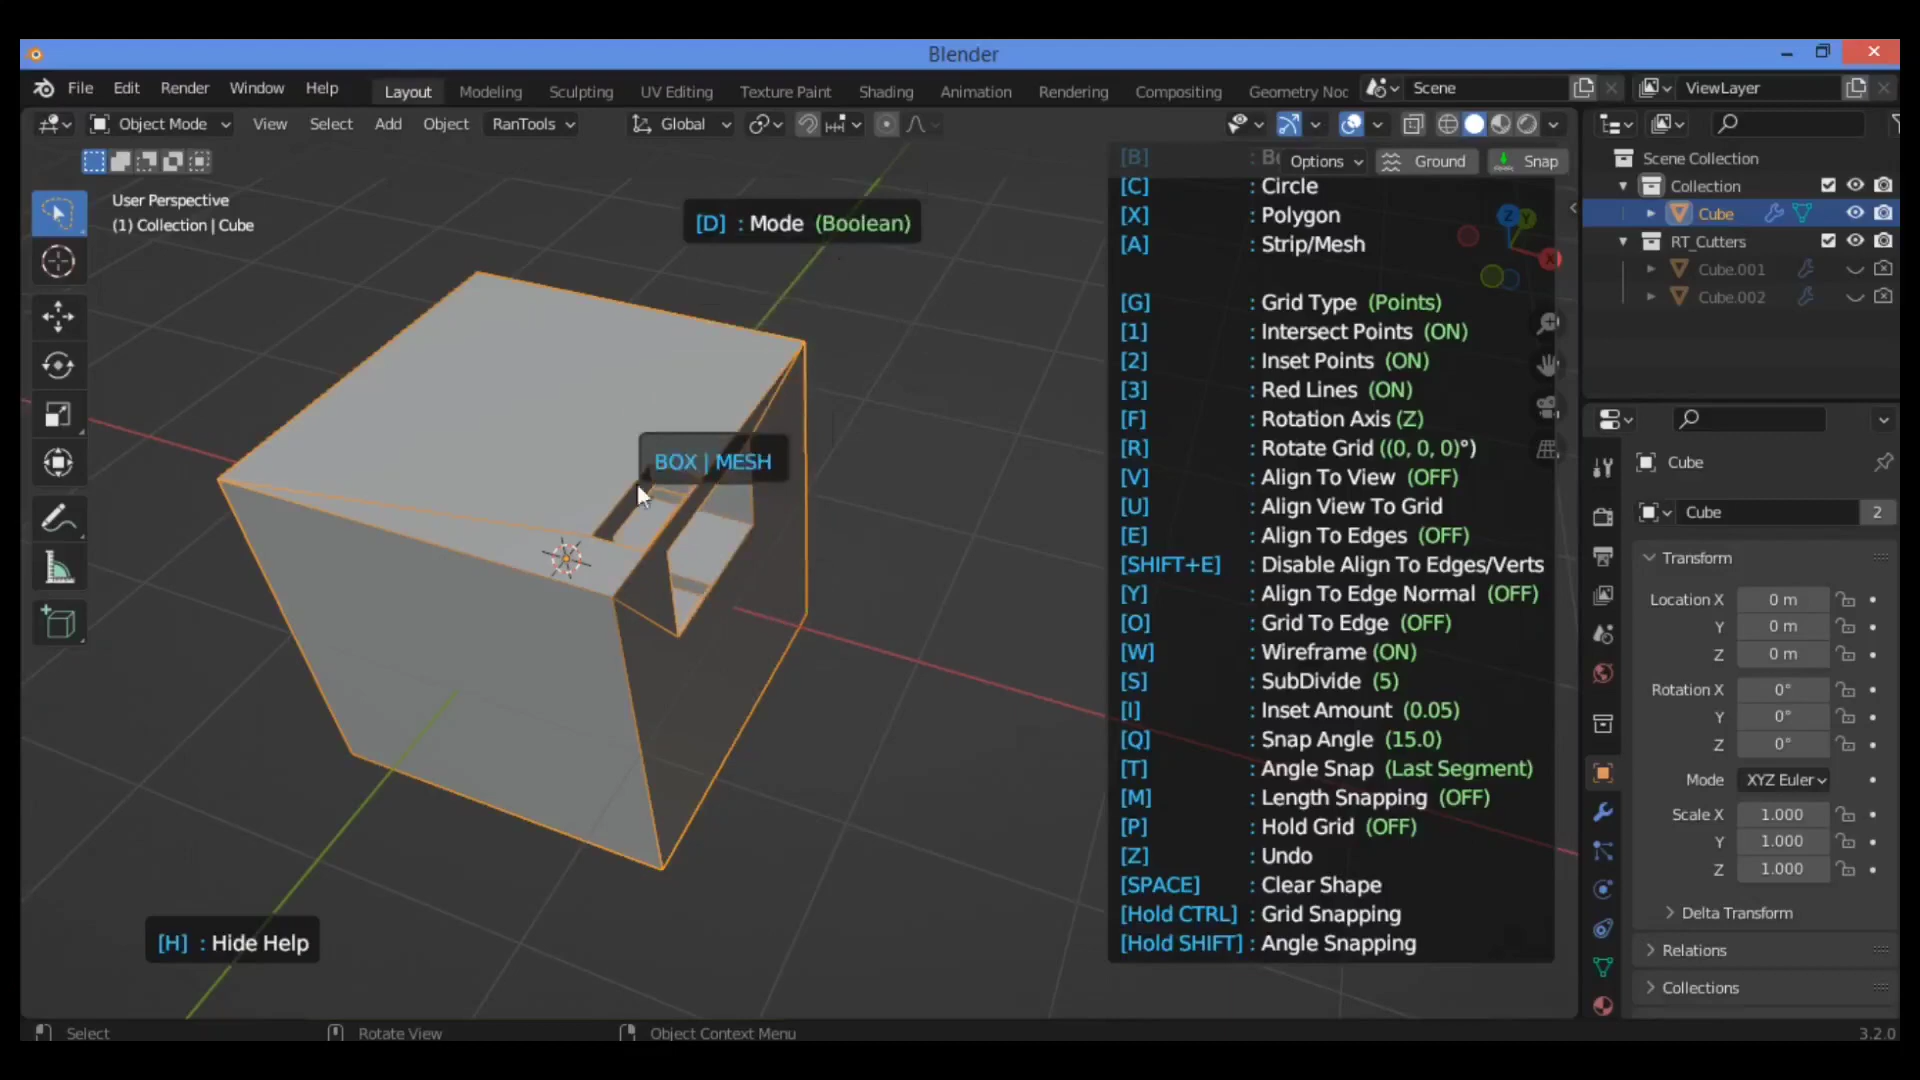 Blender
File Edit Render Window Help Layout Modeling Sculpting UV Editing Texture Paint Shading Animation Rendering Compositing Geometry Noc Scene ViewLayer
Object Mode View Select Add Object RanTools Global
Options Ground Snap
User Perspective
(1) Collection | Cube
[D] : Mode (Boolean)
BOX | MESH
[H] : Hide Help
[B] :
[C] : Circle
[X] : Polygon
[A] : Strip/Mesh
[G] : Grid Type (Points)
[1] : Intersect Points (ON)
[2] : Inset Points (ON)
[3] : Red Lines (ON)
[F] : Rotation Axis (Z)
[R] : Rotate Grid ((0, 0, 0)°)
[V] : Align To View (OFF)
[U] : Align View To Grid
[E] : Align To Edges (OFF)
[SHIFT+E] : Disable Align To Edges/Verts
[Y] : Align To Edge Normal (OFF)
[O] : Grid To Edge (OFF)
[W] : Wireframe (ON)
[S] : SubDivide (5)
[I] : Inset Amount (0.05)
[Q] : Snap Angle (15.0)
[T] : Angle Snap (Last Segment)
[M] : Length Snapping (OFF)
[P] : Hold Grid (OFF)
[Z] : Undo
[SPACE] : Clear Shape
[Hold CTRL] : Grid Snapping
[Hold SHIFT] : Angle Snapping
Z
Y
X
Scene Collection
Collection
Cube
RT_Cutters
Cube.001
Cube.002
Cube
Cube 2
Transform
Location X 0 m
Y 0 m
Z 0 m
Rotation X 0°
Y 0°
Z 0°
Mode XYZ Euler
Scale X 1.000
Y 1.000
Z 1.000
Delta Transform
Relations
Collections
Select Rotate View Object Context Menu 3.2.0